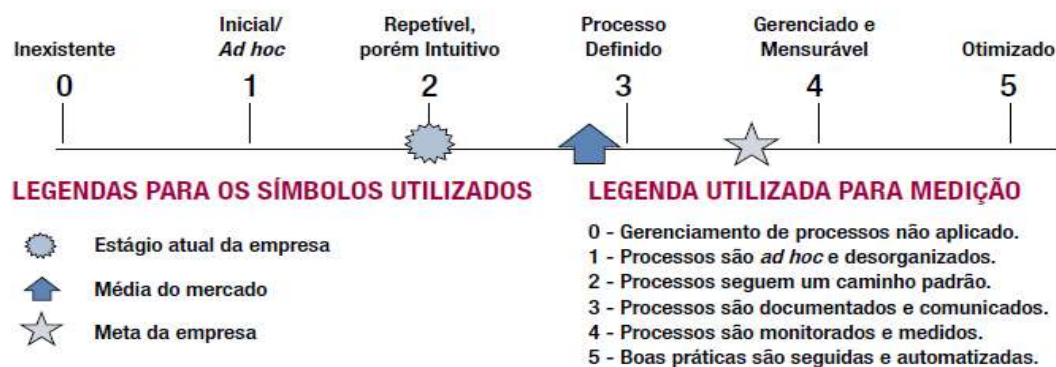 Inexistente
Inicial/
Ad hoc
Repetível,
porém Intuitivo
Processo
Definido
Gerenciado e
Mensurável
Otimizado
0
1
2
3
4
5
LEGENDAS PARA OS SÍMBOLOS UTILIZADOS
Estágio atual da empresa
Média do mercado
Meta da empresa
LEGENDA UTILIZADA PARA MEDIÇÃO
0 - Gerenciamento de processos não aplicado.
1 - Processos são ad hoc e desorganizados.
2 - Processos seguem um caminho padrão.
3 - Processos são documentados e comunicados.
4 - Processos são monitorados e medidos.
5 - Boas práticas são seguidas e automatizadas.